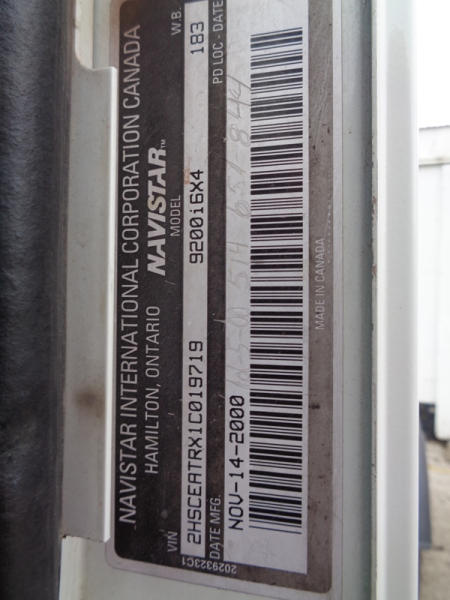 NAVISTAR INTERNATIONAL CORPORATION CANADA
HAMILTON, ONTARIO NAVISTAR™
VIN MODEL W.B.
2HSCEATRX1C019719 9200i6X4 183
DATE MFG. PD LOC - DATE
NOV-14-2000
MADE IN CANADA
2029323C1